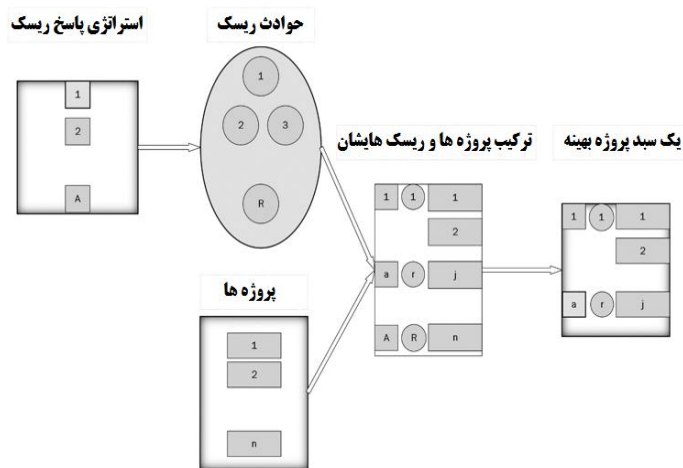 استراتژی پاسخ ریسک
حوادث ریسک
1
2
A
1
2 3
R
ترکیب پروژه ها و ریسک هایشان
یک سبد پروژه بهینه
1 1 1
2
a r j
A R n
1 1 1
2
a r j
پروژه ها
1
2
n